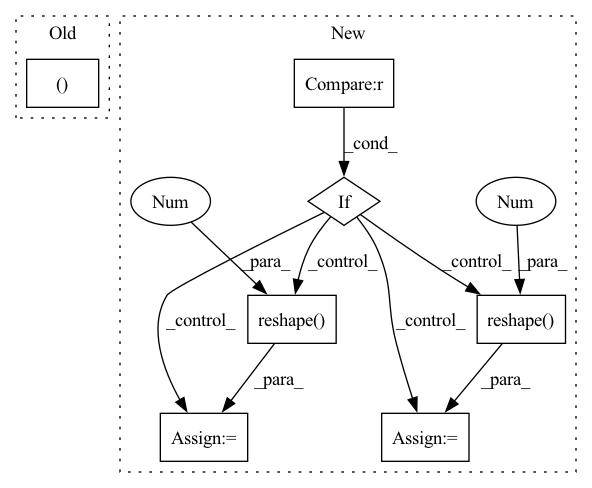 Old
New
()
Compare:r
_cond_
Num
If
Num
_para_
_control_
_control_
_para_
_control_
reshape()
_control_
reshape()
_para_
_para_
Assign:=
Assign:=